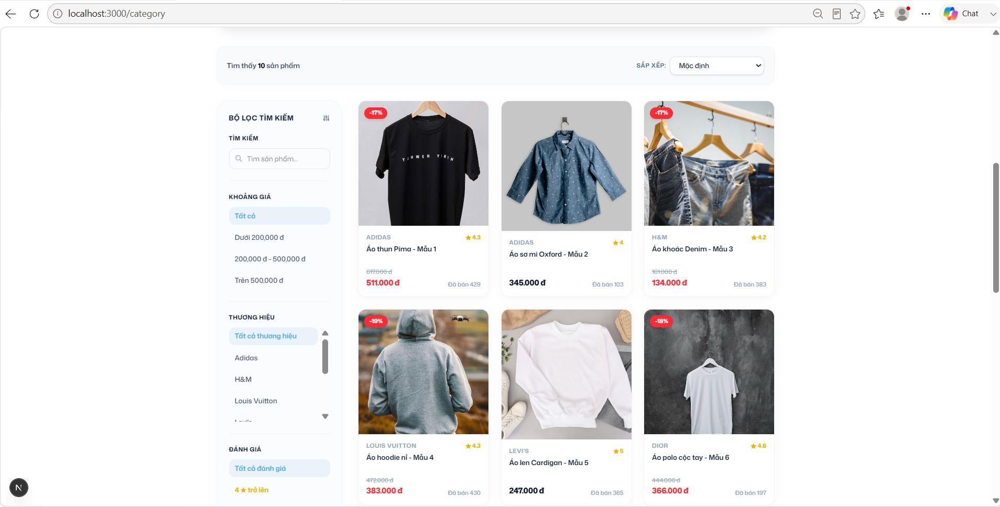 localhost:3000/category
Chat
Tìm thấy 10 sản phẩm
SẮP XẾP:
Mặc định
BỘ LỌC TÌM KIẾM
TÌM KIẾM
Tìm sản phẩm...
KHOẢNG GIÁ
Tất cả
Dưới 200,000 đ
200,000 đ - 500,000 đ
Trên 500,000 đ
THƯƠNG HIỆU
Tất cả thương hiệu
Adidas
H&M
Louis Vuitton
Levi's
ĐÁNH GIÁ
Tất cả đánh giá
4 ★ trở lên
N
-17%
YAHWEH YIREH
ADIDAS
★ 4.3
Áo thun Pima - Mẫu 1
617.000 đ
511.000 đ
Đã bán 429
ADIDAS
★ 4
Áo sơ mi Oxford - Mẫu 2
345.000 đ
Đã bán 103
-17%
H&M
★ 4.2
Áo khoác Denim - Mẫu 3
161.000 đ
134.000 đ
Đã bán 383
-19%
LOUIS VUITTON
★ 4.3
Áo hoodie nỉ - Mẫu 4
472.000 đ
383.000 đ
Đã bán 430
LEVI'S
★ 5
Áo len Cardigan - Mẫu 5
247.000 đ
Đã bán 365
-18%
DIOR
★ 4.6
Áo polo cộc tay - Mẫu 6
444.000 đ
366.000 đ
Đã bán 197